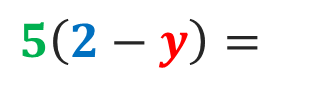 5(2 − y) =